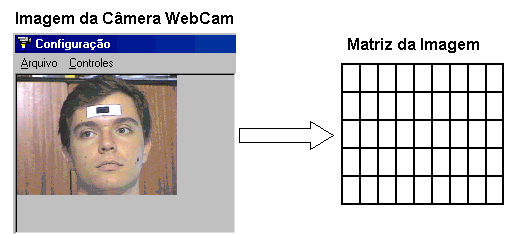 Imagem da Câmera WebCam
Configuração
Arquivo Controles
Matriz da Imagem